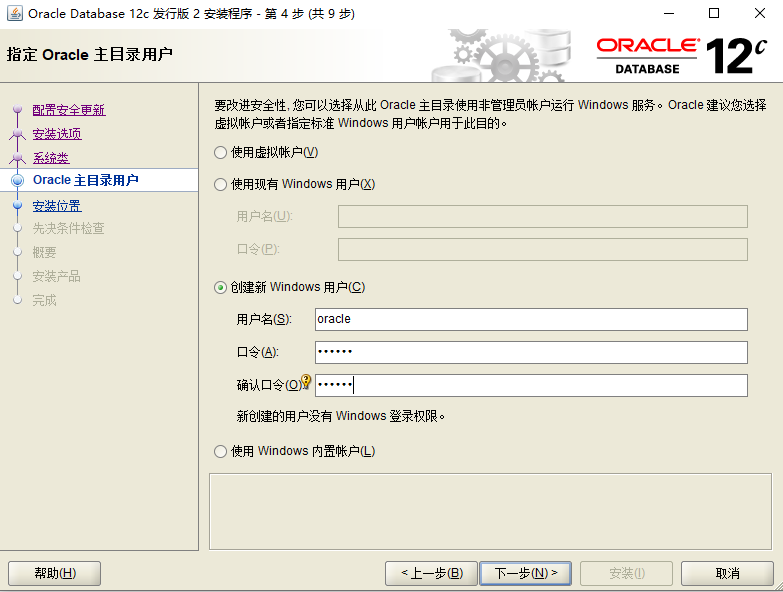 Oracle Database 12c 发行版 2 安装程序 - 第 4 步 (共 9 步)
指定 Oracle 主目录用户
ORACLE®
DATABASE
12c
配置安全更新
安装选项
系统类
Oracle 主目录用户
安装位置
先决条件检查
概要
安装产品
完成
要改进安全性, 您可以选择从此 Oracle 主目录使用非管理员帐户运行 Windows 服务。Oracle 建议您选择
虚拟帐户或者指定标准 Windows 用户帐户用于此目的。
使用虚拟帐户(V)
使用现有 Windows 用户(X)
用户名(U):
口令(P):
创建新 Windows 用户(C)
用户名(S): oracle
口令(A): ••••••
确认口令(O): ••••••
新创建的用户没有 Windows 登录权限。
使用 Windows 内置帐户(L)
帮助(H)
< 上一步(B)
下一步(N) >
安装(I)
取消